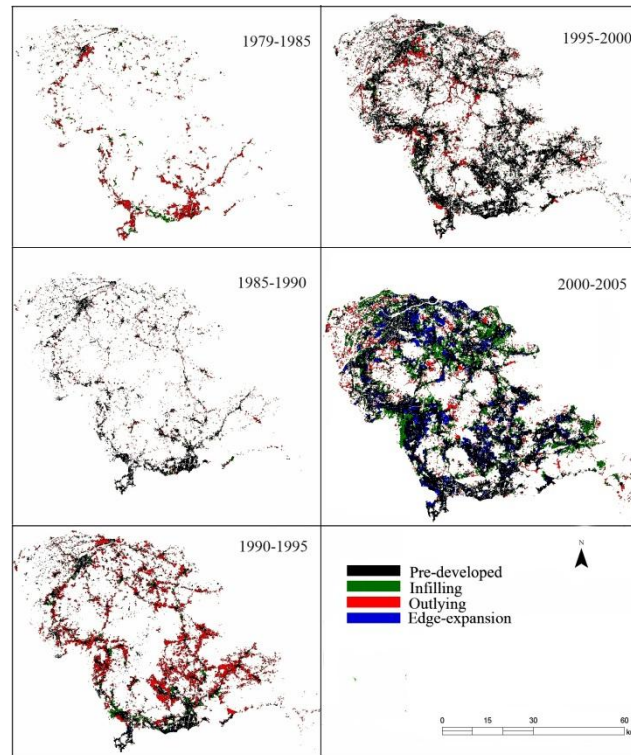 1979-1985
1995-2000
1985-1990
2000-2005
1990-1995
N
Pre-developed
Infilling
Outlying
Edge-expansion
0 15 30 60